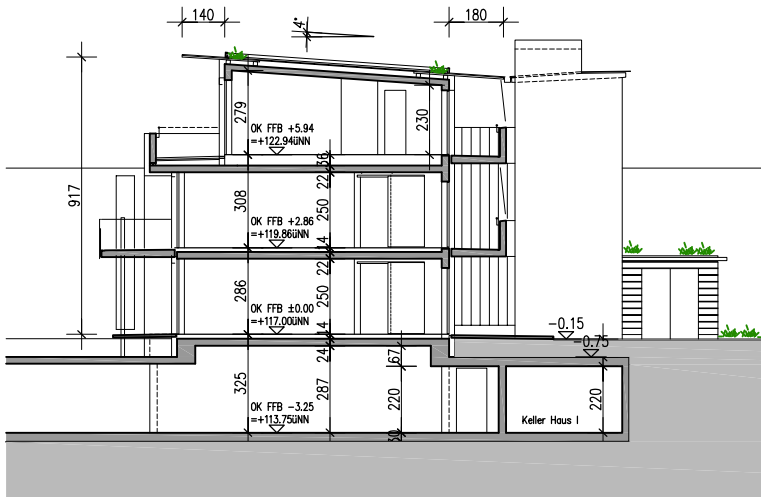 140
4°
180
279
230
OK FFB +5.94
=+122.94üNN
36
22
917
308
250
OK FFB +2.86
=+119.86üNN
14
22
286
250
OK FFB ±0.00
=+117.00üNN
14
-0.15
-0.75
24
67
325
287
220
220
OK FFB -3.25
=+113.75üNN
Keller Haus I
30